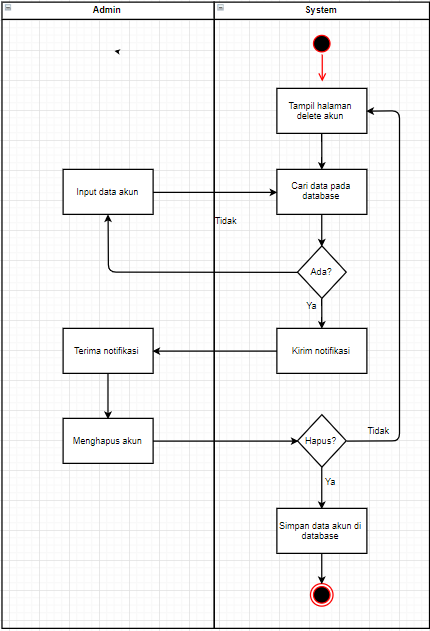 Admin
System
Tampil halaman
delete akun
Input data akun
Cari data pada
database
Tidak
Ada?
Ya
Terima notifikasi
Kirim notifikasi
Menghapus akun
Hapus?
Tidak
Ya
Simpan data akun di
database